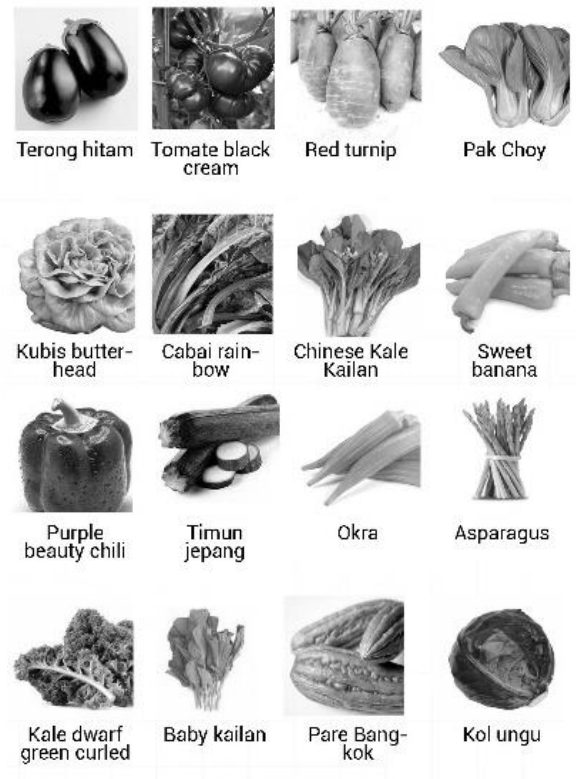 Terong hitam
Tomate black
cream
Red turnip
Pak Choy
Kubis butter-
head
Cabai rain-
bow
Chinese Kale
Kailan
Sweet
banana
Purple
beauty chili
Timun
jepang
Okra
Asparagus
Kale dwarf
green curled
Baby kailan
Pare Bang-
kok
Kol ungu